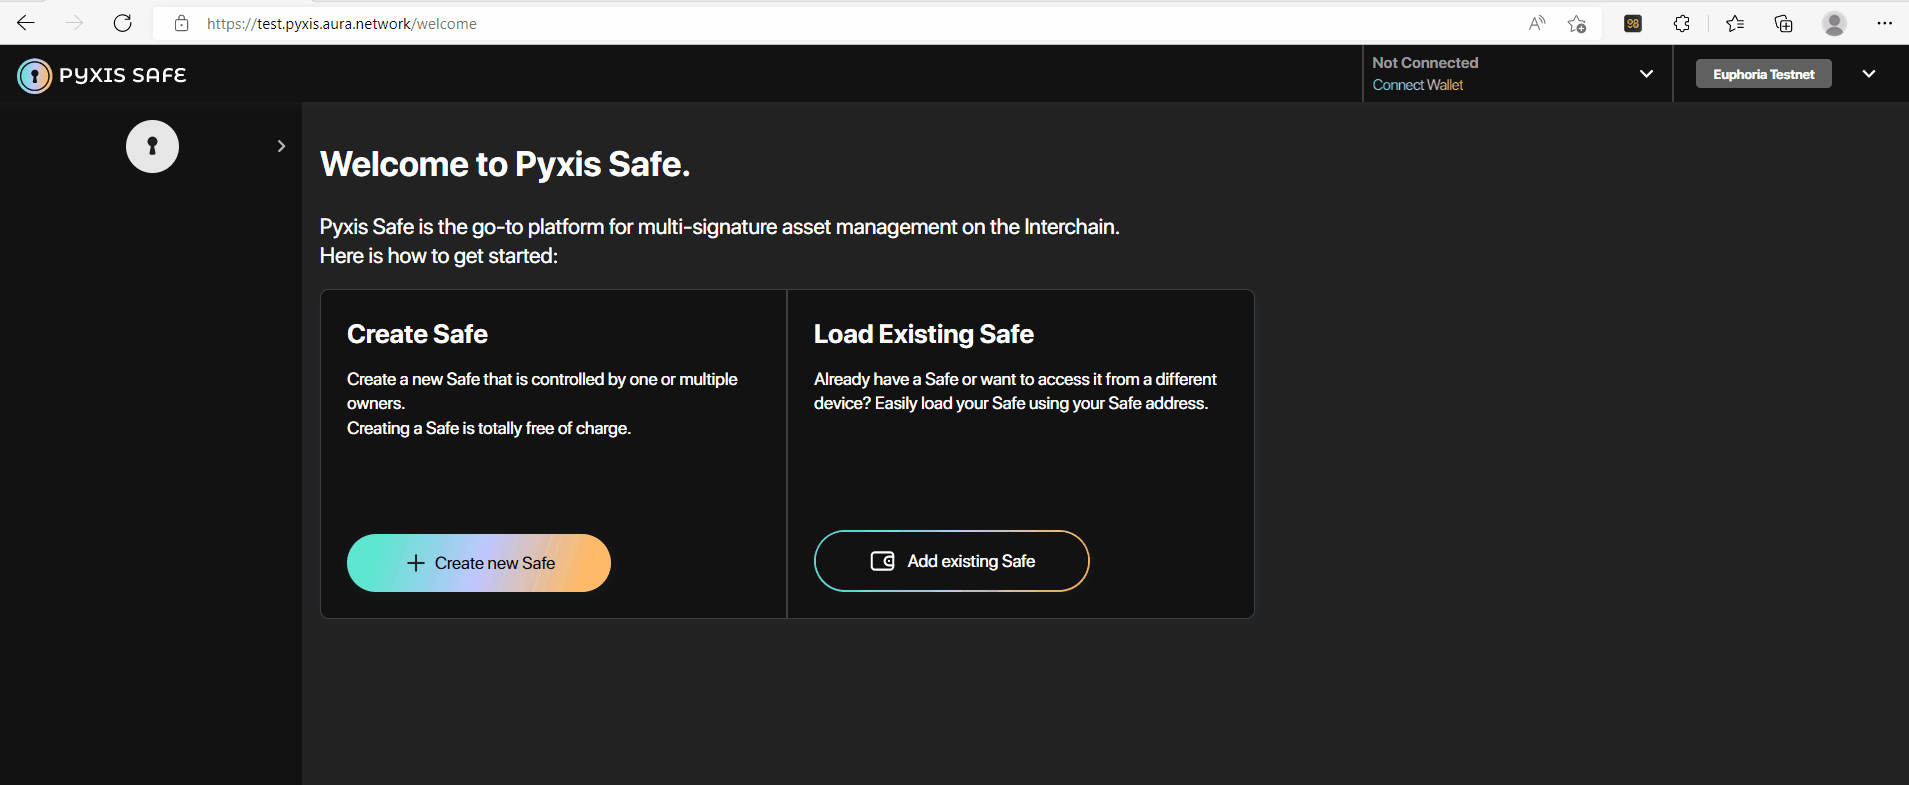 https://test.pyxis.aura.network/welcome
98
PYXIS SAFE
Not Connected
Connect Wallet
Euphoria Testnet
Welcome to Pyxis Safe.
Pyxis Safe is the go-to platform for multi-signature asset management on the Interchain.
Here is how to get started:
Create Safe
Create a new Safe that is controlled by one or multiple
owners.
Creating a Safe is totally free of charge.
Create new Safe
Load Existing Safe
Already have a Safe or want to access it from a different
device? Easily load your Safe using your Safe address.
Add existing Safe